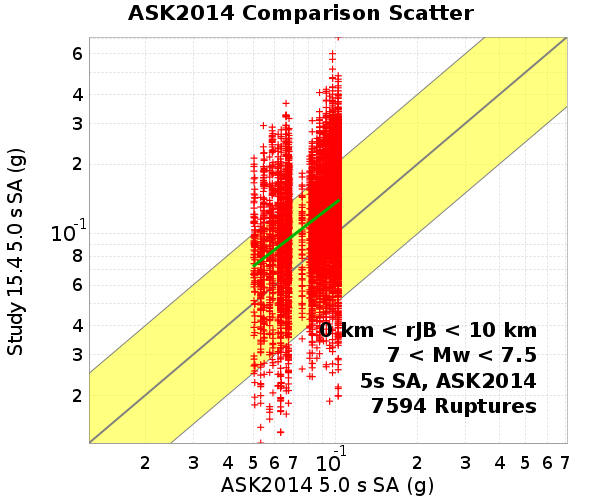 ASK2014 Comparison Scatter
Study 15.4 5.0 s SA (g)
6
4
3
2
10-1
8
6
4
3
2
0 km < rJB < 10 km
7 < Mw < 7.5
5s SA, ASK2014
7594 Ruptures
2 3 4 5 6 7 10-1 2 3 4 5 6 7
ASK2014 5.0 s SA (g)